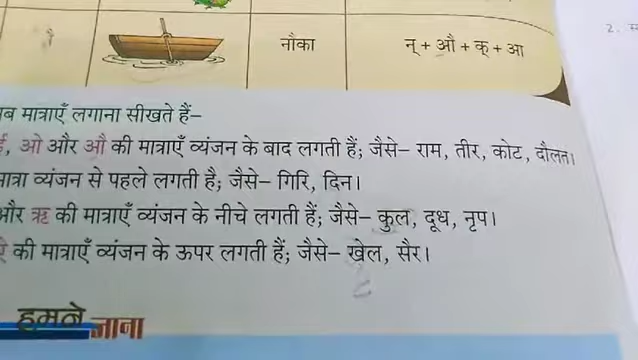 नौका न् + औ + क् + आ
मात्राएँ लगाना सीखते हैं–
ई, ओ और औ की मात्राएँ व्यंजन के बाद लगती हैं; जैसे– राम, तीर, कोट, दौलत।
मात्रा व्यंजन से पहले लगती है; जैसे– गिरि, दिन।
और ऋ की मात्राएँ व्यंजन के नीचे लगती हैं; जैसे– कुल, दूध, नृप।
की मात्राएँ व्यंजन के ऊपर लगती हैं; जैसे– खेल, सैर।
हमने जाना
2.